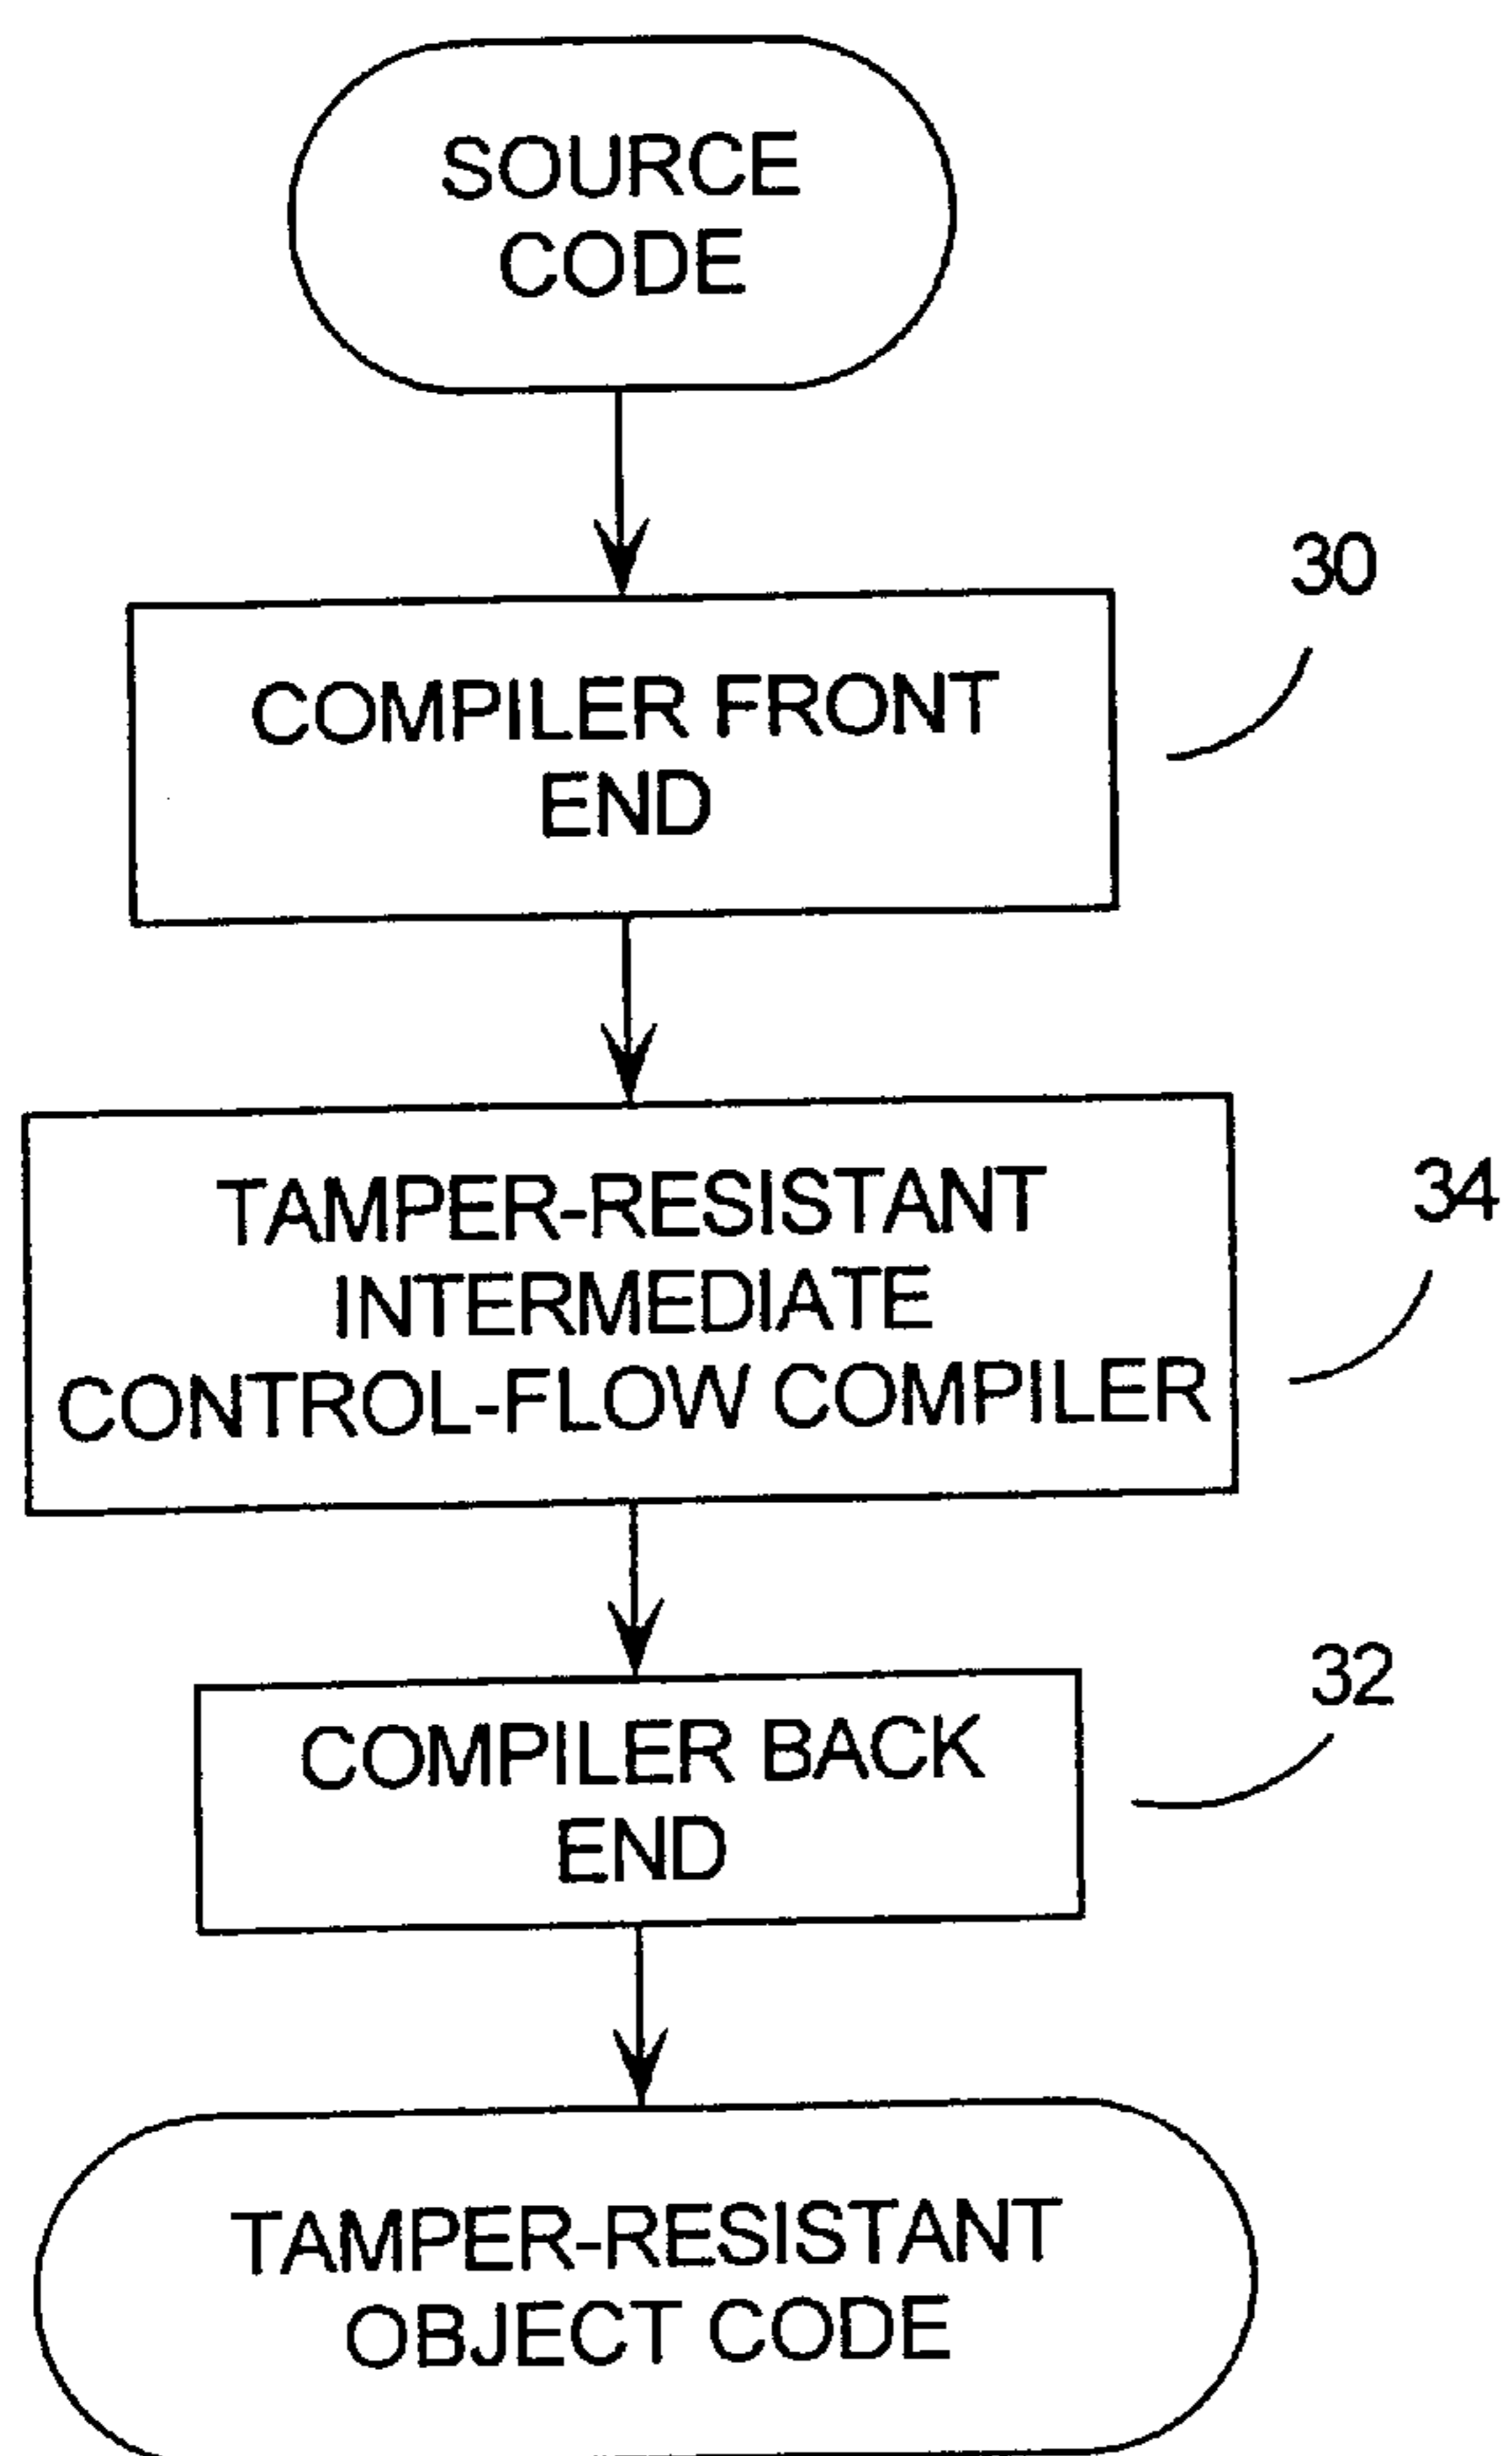 SOURCE
CODE
30
COMPILER FRONT
END
34
TAMPER-RESISTANT
INTERMEDIATE
CONTROL-FLOW COMPILER
32
COMPILER BACK
END
TAMPER-RESISTANT
OBJECT CODE